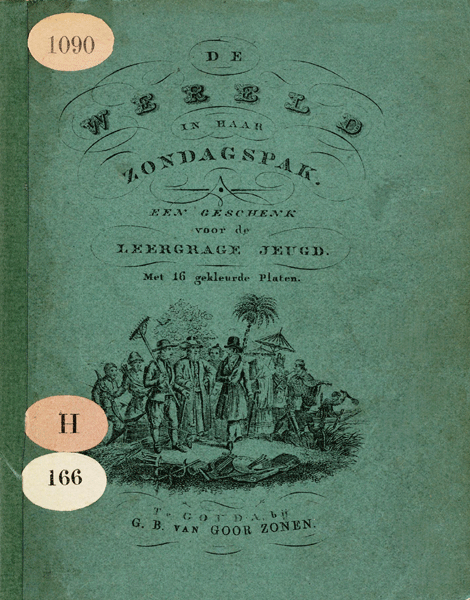 1090
DE
WERELD
IN HAAR
ZONDAGSPAK.
EEN GESCHENK
voor de
LEERGRAGE JEUGD.
Met 16 gekleurde Platen.
H
166
Te GOUDA, bij
G. B. VAN GOOR ZONEN.